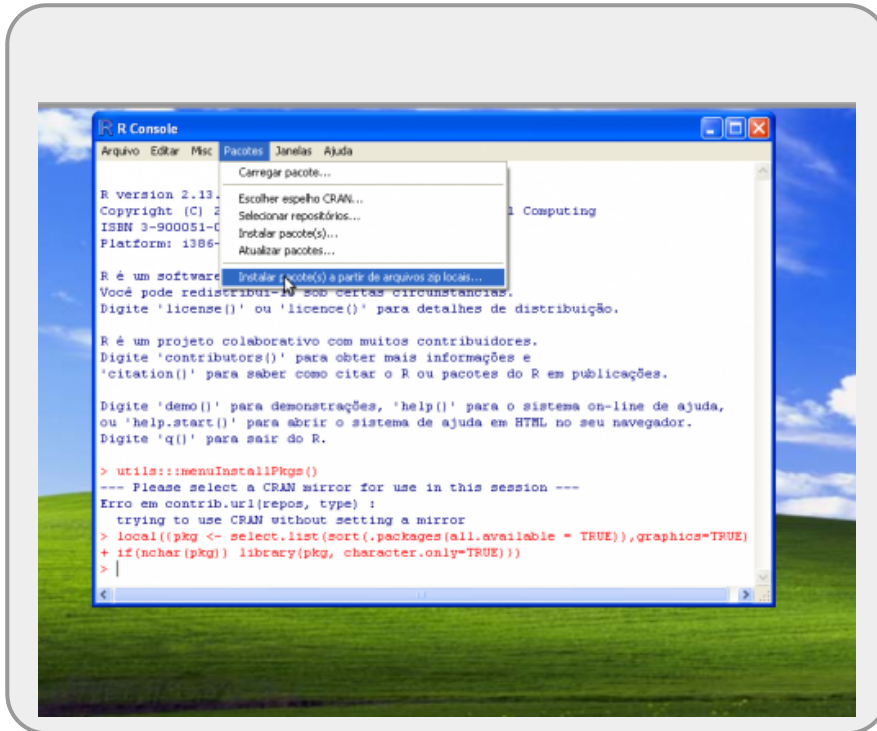 R Console
Arquivo Editar Misc Pacotes Janelas Ajuda
Carregar pacote...
Escolher espelho CRAN...
Selecionar repositórios...
Instalar pacote(s)...
Atualizar pacotes...
Instalar pacote(s) a partir de arquivos zip locais...
R version 2.13.
Copyright (C) 2 l Computing
ISBN 3-900051-0
Platform: i386-
R é um software
Você pode redistribuí-lo sob certas circunstâncias.
Digite 'license()' ou 'licence()' para detalhes de distribuição.
R é um projeto colaborativo com muitos contribuidores.
Digite 'contributors()' para obter mais informações e
'citation()' para saber como citar o R ou pacotes do R em publicações.
Digite 'demo()' para demonstrações, 'help()' para o sistema on-line de ajuda,
ou 'help.start()' para abrir o sistema de ajuda em HTML no seu navegador.
Digite 'q()' para sair do R.
> utils:::menuInstallPkgs()
--- Please select a CRAN mirror for use in this session ---
Erro em contrib.url(repos, type) :
trying to use CRAN without setting a mirror
> local((pkg <- select.list(sort(.packages(all.available = TRUE)),graphics=TRUE)
+ if(nchar(pkg)) library(pkg, character.only=TRUE)))
>